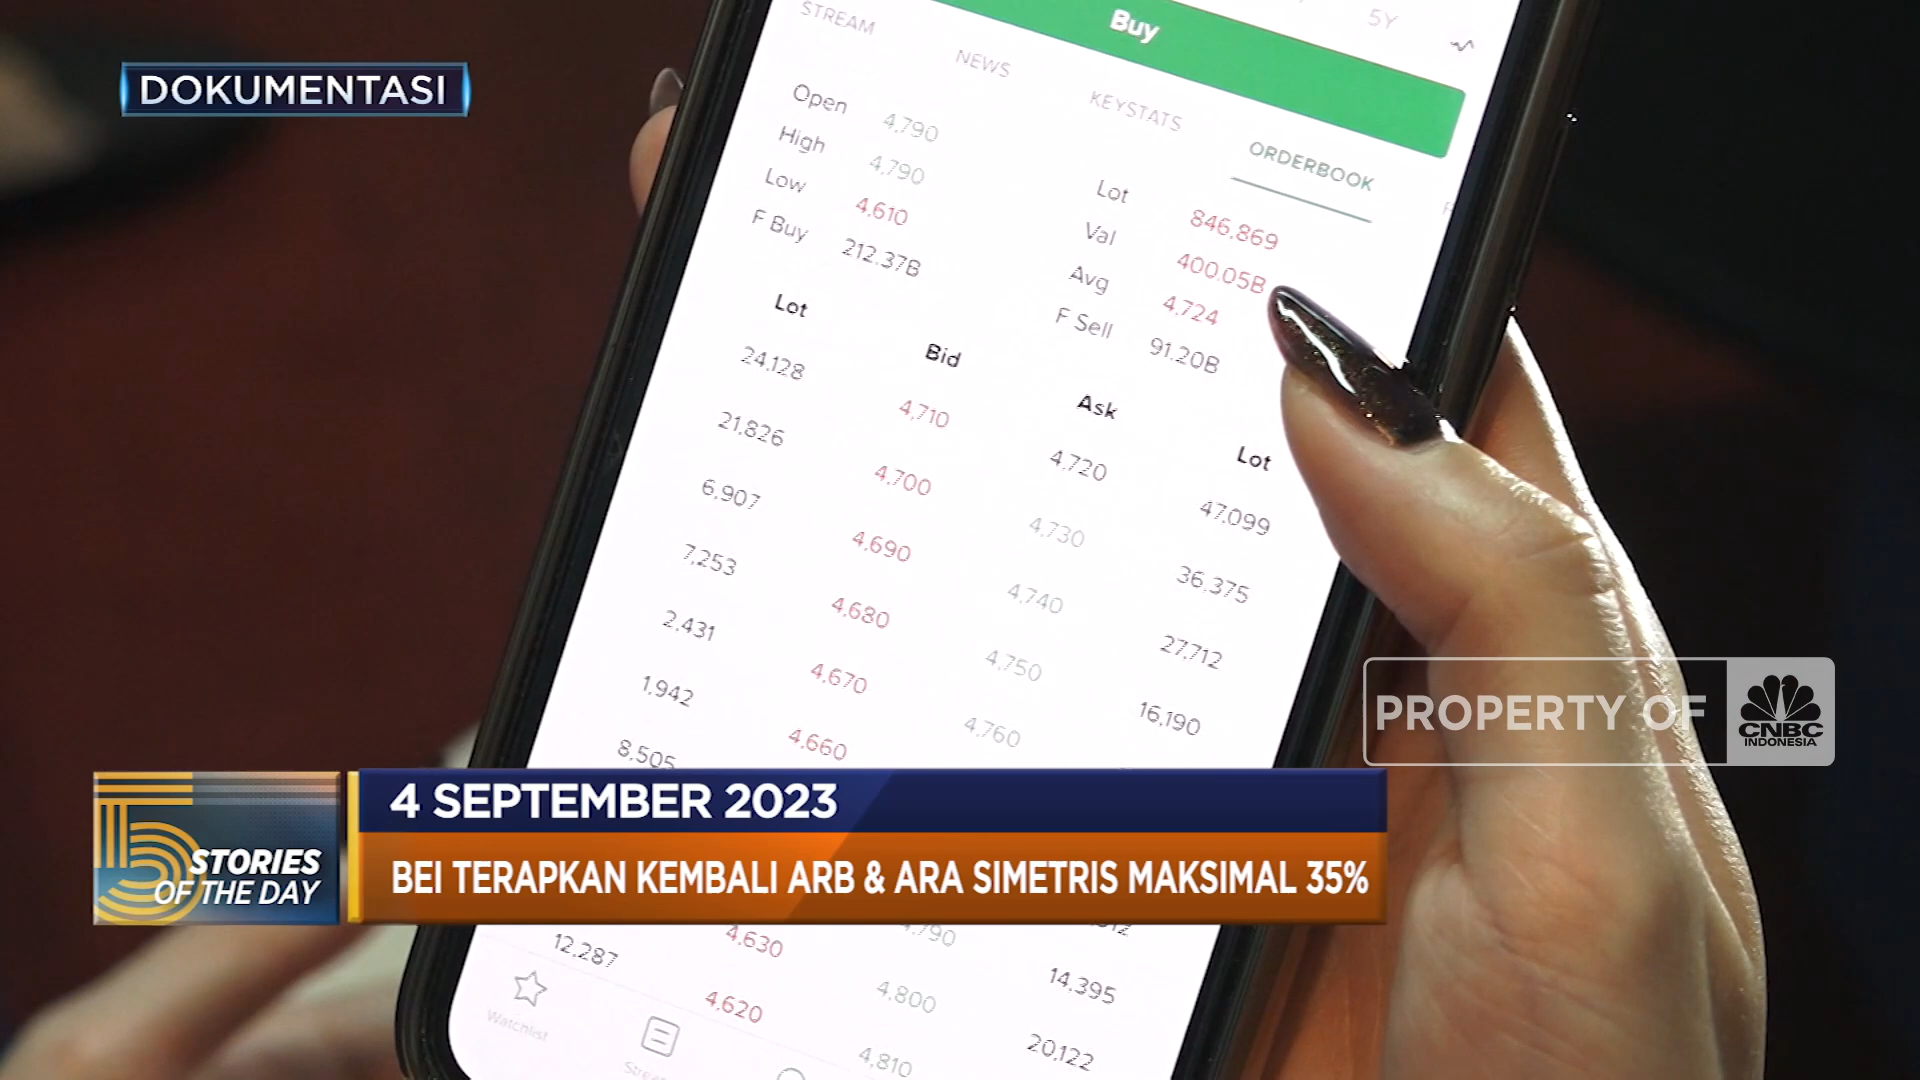 5Y
Buy
STREAM
NEWS
KEYSTATS
ORDERBOOK
DOKUMENTASI
Open 4,790
High 4,790
Low 4,610
F Buy 212.37B
Lot 846,869
Val 400.05B
Avg 4,724
F Sell 91.20B
Lot Bid Ask Lot
24,128 4,710 4,720 47,099
21,826 4,700 4,730 36,375
6,907 4,690 4,740 27,712
7,253 4,680 4,750 16,190
2,431 4,670 4,760
1,942 4,660
8,505
PROPERTY OF CNBC INDONESIA
5 STORIES OF THE DAY
4 SEPTEMBER 2023
BEI TERAPKAN KEMBALI ARB & ARA SIMETRIS MAKSIMAL 35%
12,287 4,630 4,790
4,620 4,800 14,395
4,810 20,122
Watchlist